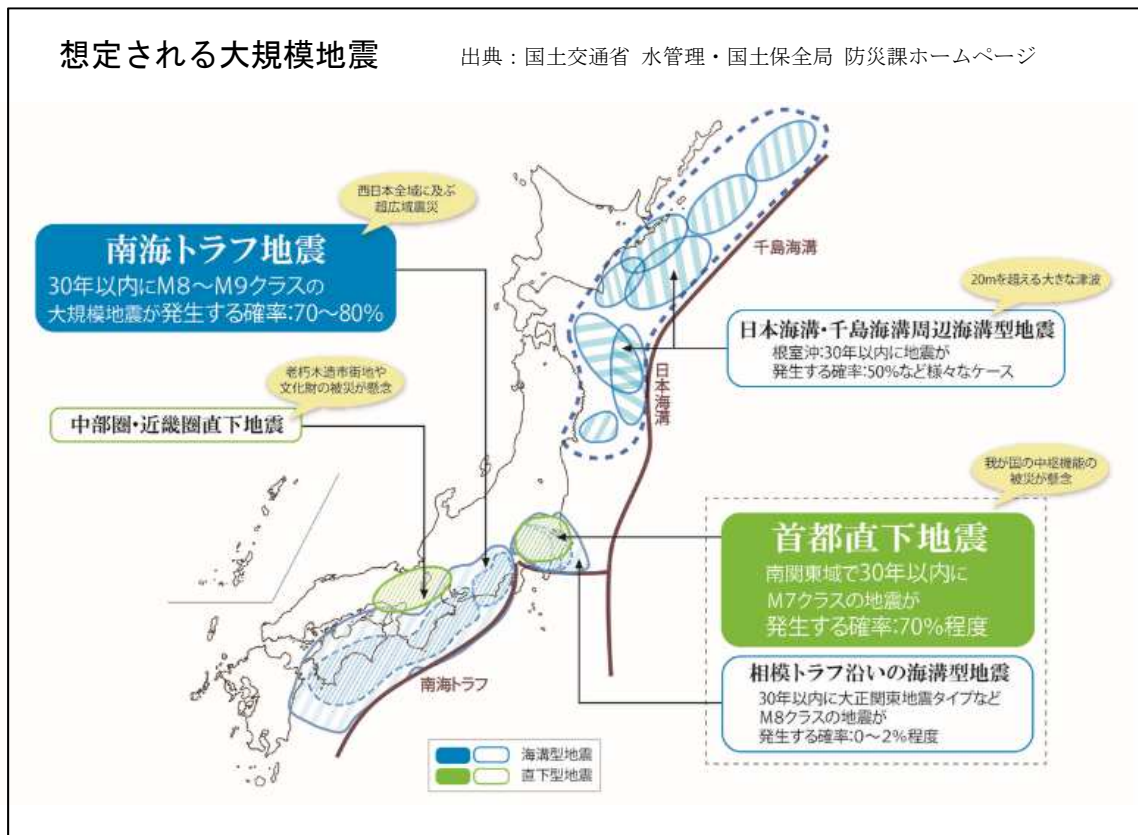 想定される大規模地震
出典：国土交通省 水管理・国土保全局 防災課ホームページ
西日本全域に及ぶ
超広域震災
南海トラフ地震
30年以内にM8～M9クラスの
大規模地震が発生する確率:70～80%
老朽木造市街地や
文化財の被災が懸念
中部圏・近畿圏直下地震
千島海溝
20mを超える大きな津波
日本海溝・千島海溝周辺海溝型地震
根室沖:30年以内に地震が
発生する確率:50%など様々なケース
日本海溝
我が国の中枢機能の
被災が懸念
首都直下地震
南関東域で30年以内に
M7クラスの地震が
発生する確率:70%程度
相模トラフ沿いの海溝型地震
30年以内に大正関東地震タイプなど
M8クラスの地震が
発生する確率:0～2%程度
南海トラフ
海溝型地震
直下型地震